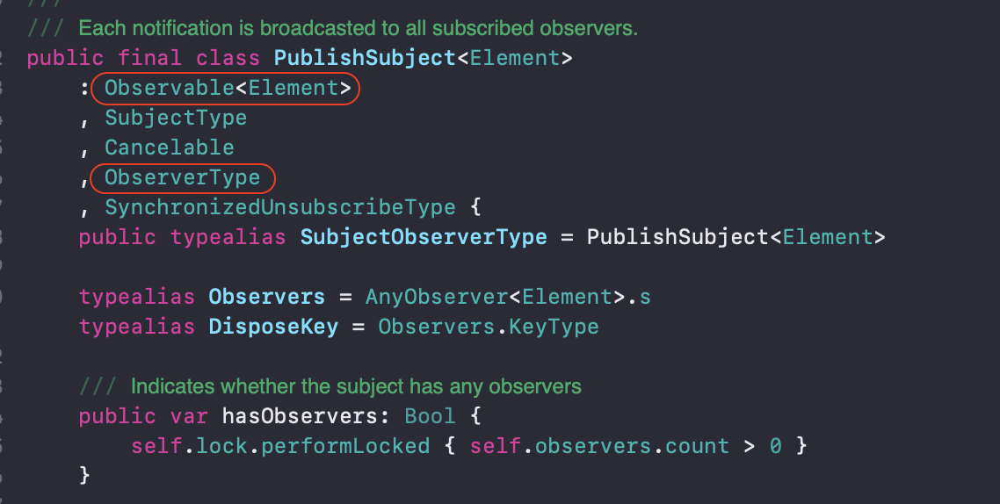 ///
/// Each notification is broadcasted to all subscribed observers.
public final class PublishSubject<Element>
    : Observable<Element>
    , SubjectType
    , Cancelable
    , ObserverType
    , SynchronizedUnsubscribeType {
    public typealias SubjectObserverType = PublishSubject<Element>
    typealias Observers = AnyObserver<Element>.s
    typealias DisposeKey = Observers.KeyType
    /// Indicates whether the subject has any observers
    public var hasObservers: Bool {
        self.lock.performLocked { self.observers.count > 0 }
    }